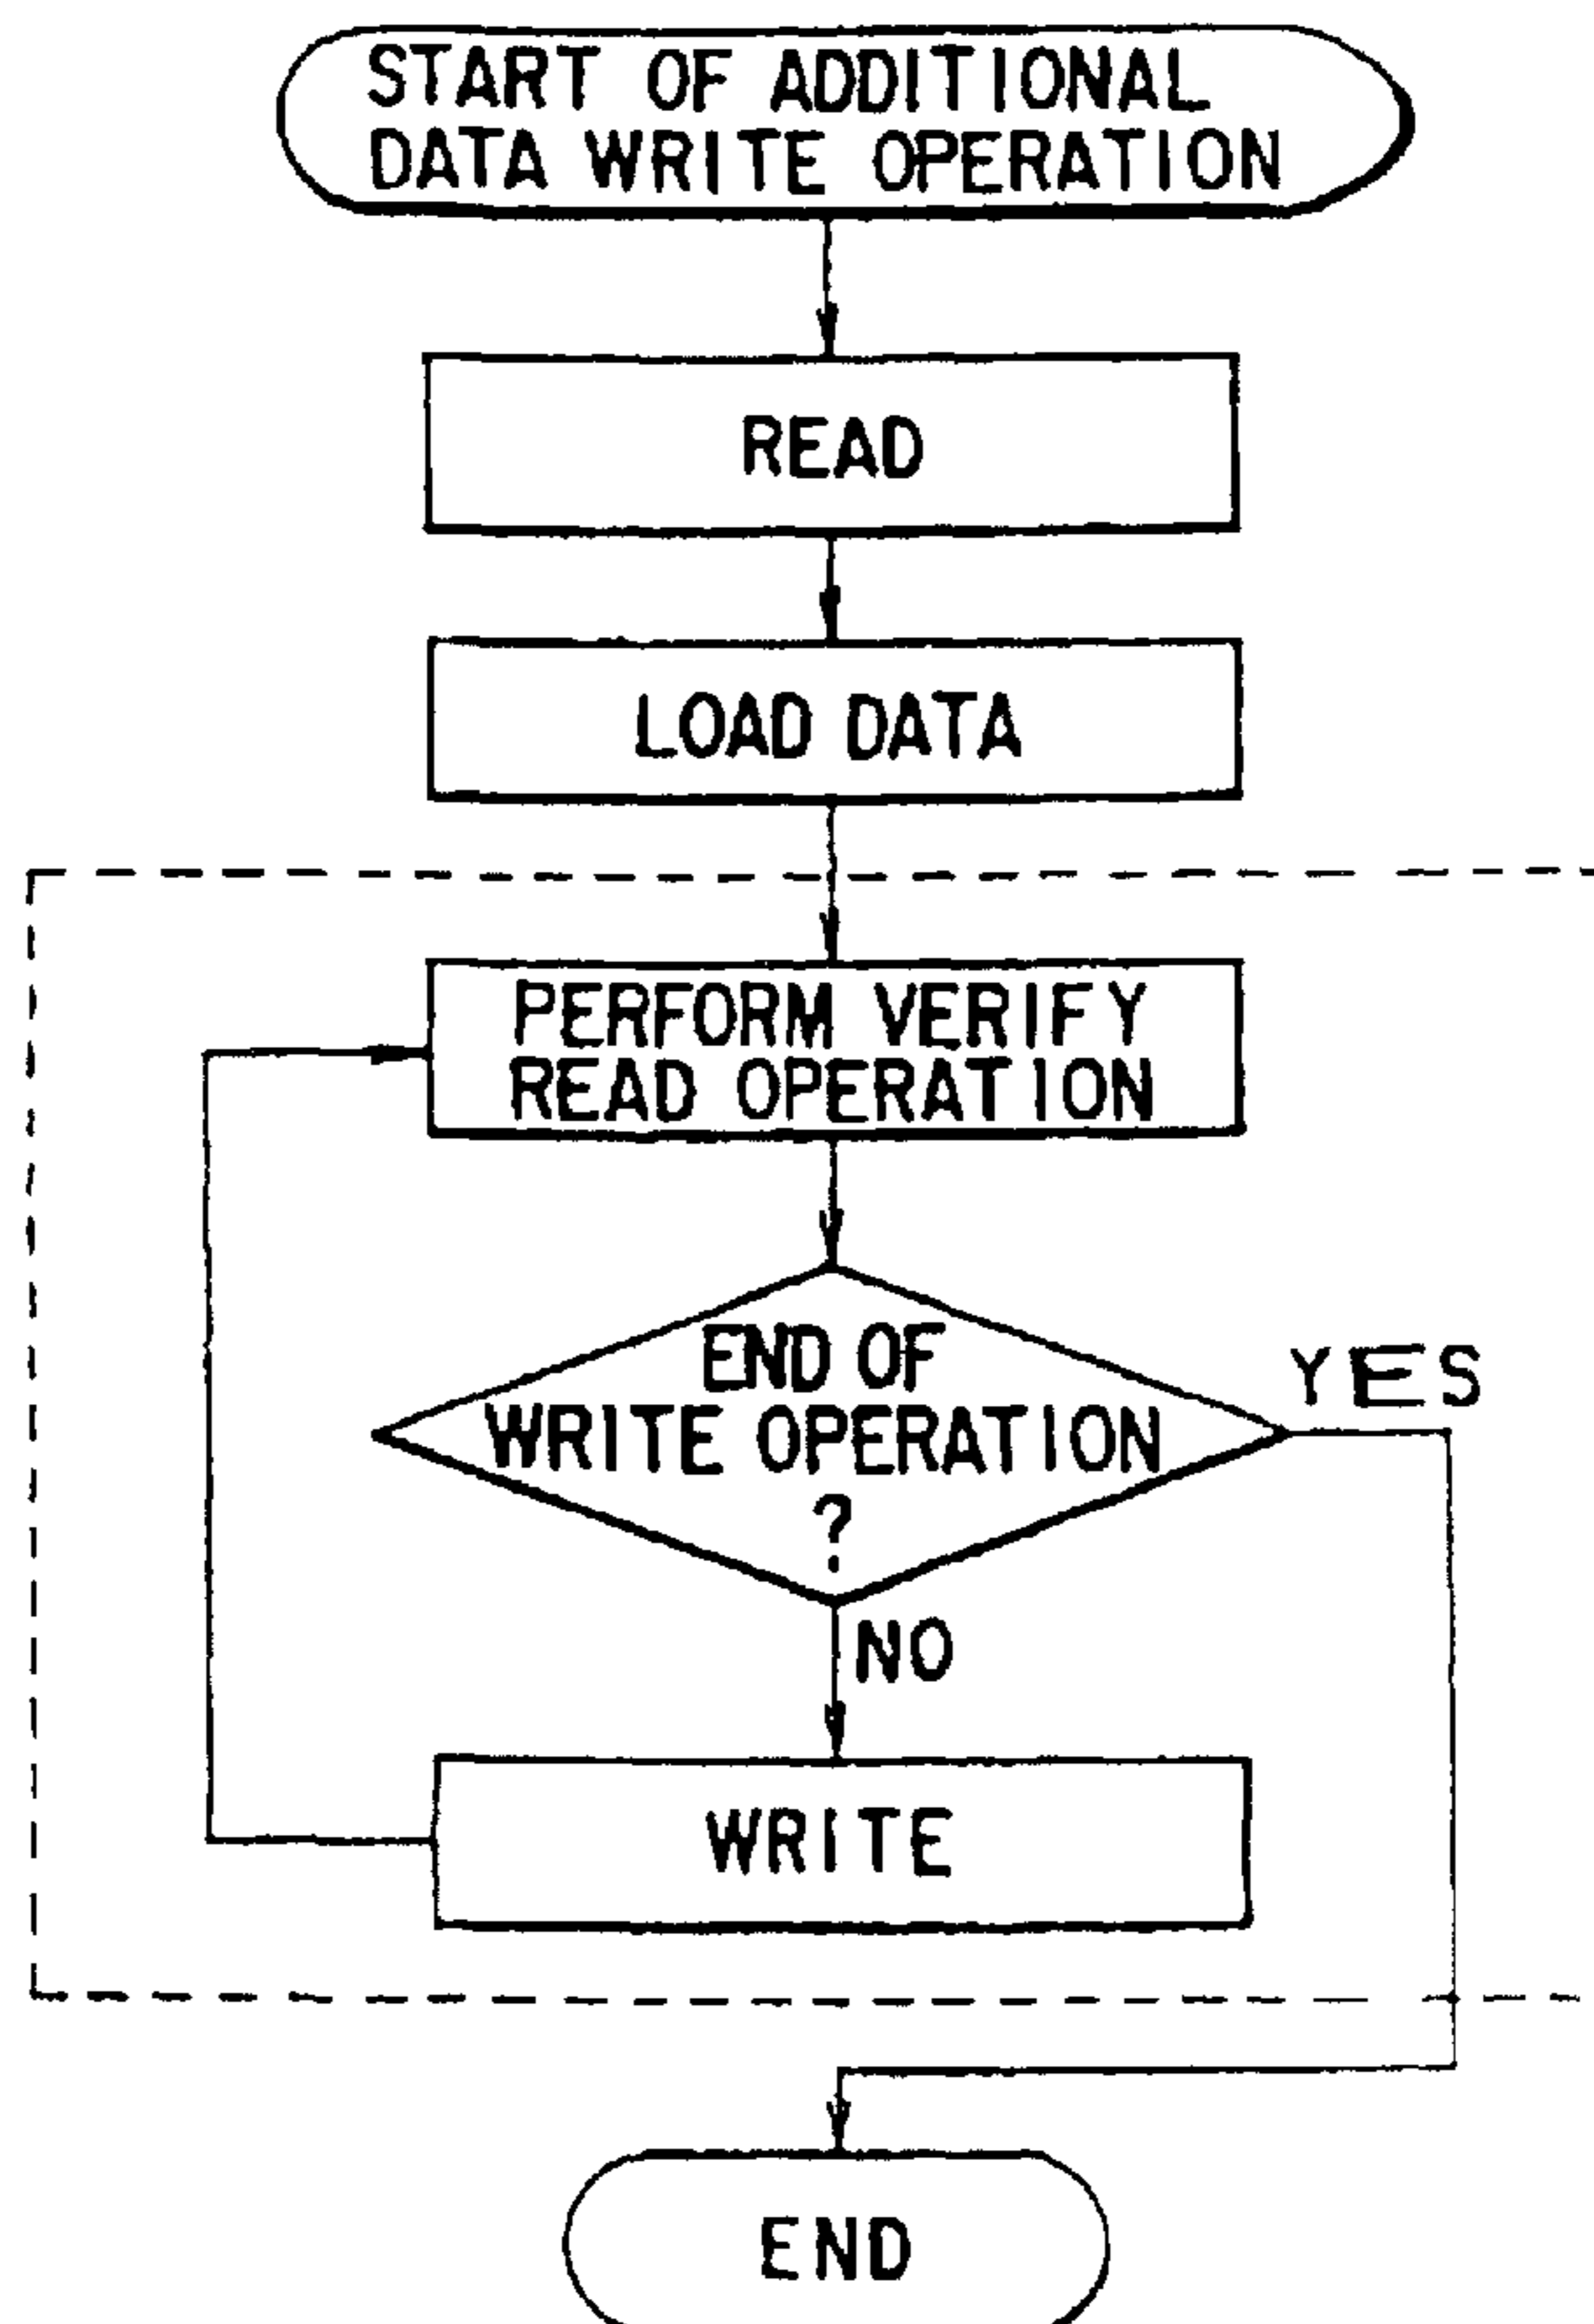 START OF ADDITIONAL
DATA WRITE OPERATION
READ
LOAD DATA
PERFORM VERIFY
READ OPERATION
END OF
WRITE OPERATION
?
YES
NO
WRITE
END